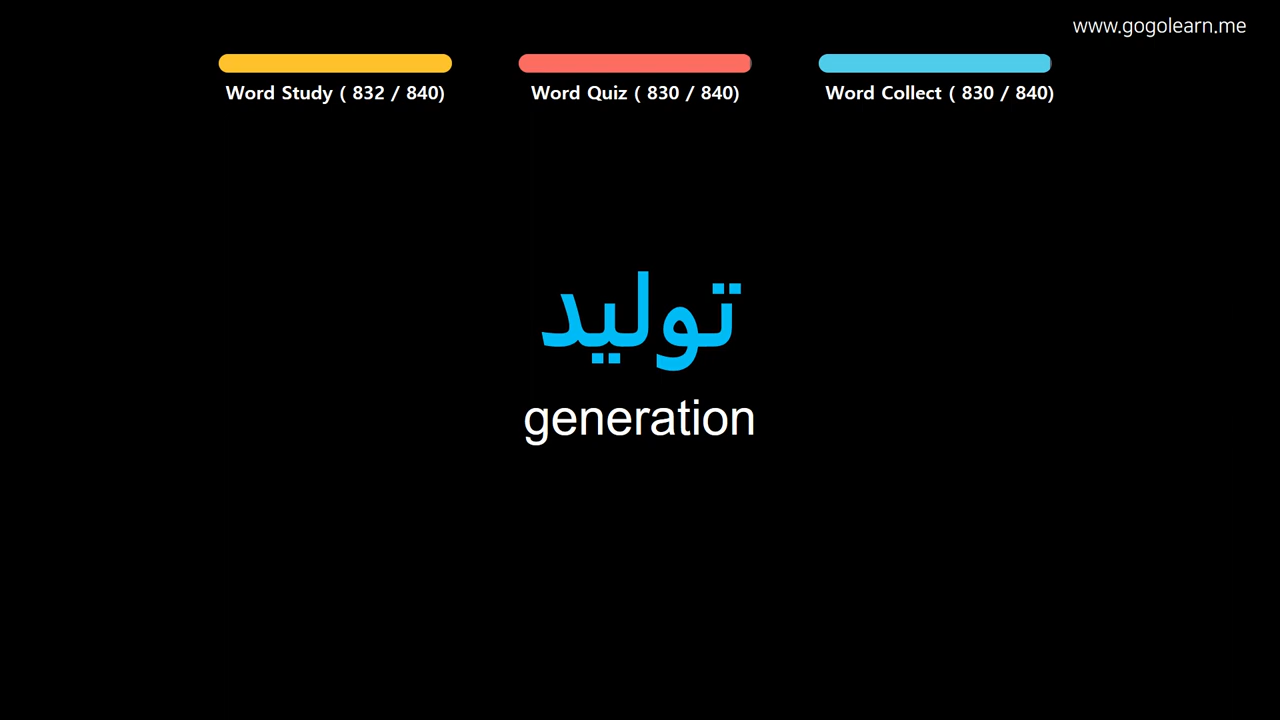 www.gogolearn.me
Word Study ( 832 / 840)
Word Quiz ( 830 / 840)
Word Collect ( 830 / 840)
تولید
generation